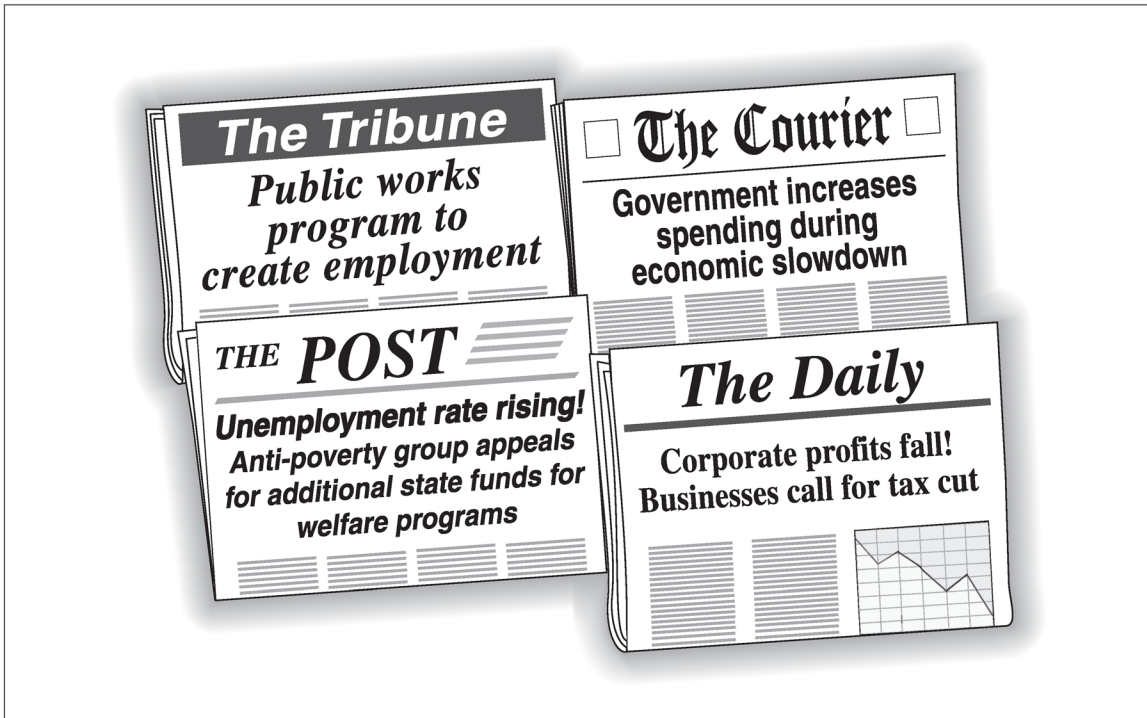 The Tribune
Public works
program to
create employment
The Courier
Government increases
spending during
economic slowdown
THE POST
Unemployment rate rising!
Anti-poverty group appeals
for additional state funds for
welfare programs
The Daily
Corporate profits fall!
Businesses call for tax cut